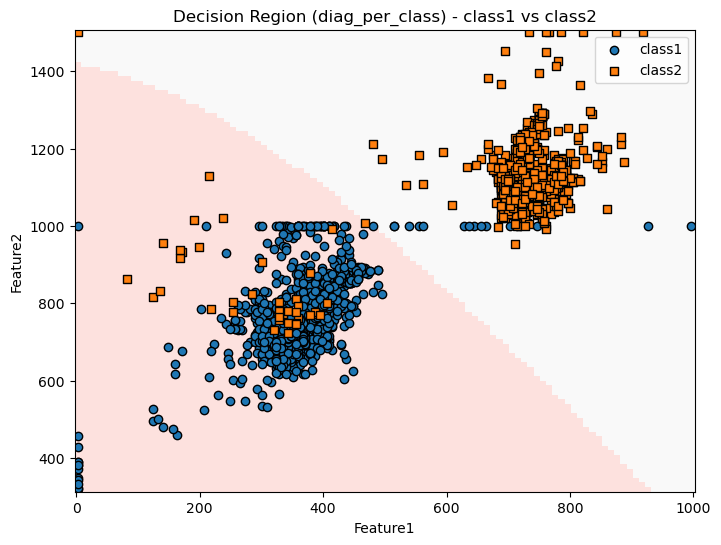 Decision Region (diag_per_class) - class1 vs class2
class1
class2
1400
1200
1000
800
600
400
Feature2
0
200
400
600
800
1000
Feature1